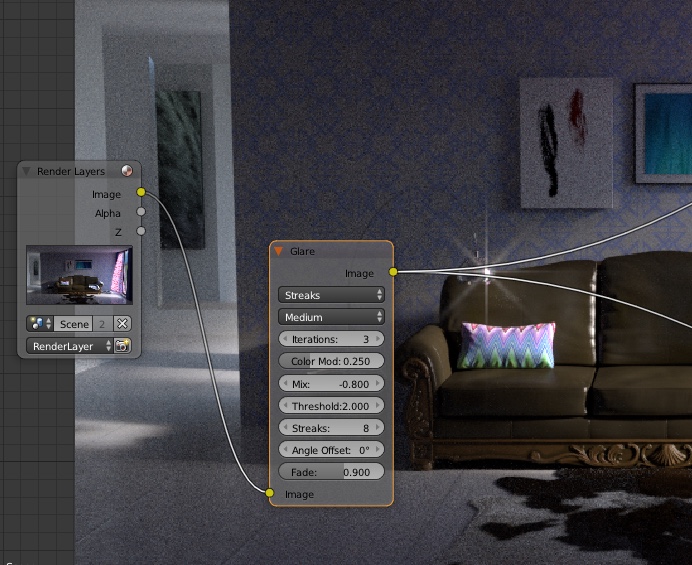 Render Layers
Image
Alpha
Z
Scene 2
RenderLayer
Glare
Image
Streaks
Medium
Iterations: 3
Color Mod: 0.250
Mix: -0.800
Threshold:2.000
Streaks: 8
Angle Offset: 0°
Fade: 0.900
Image